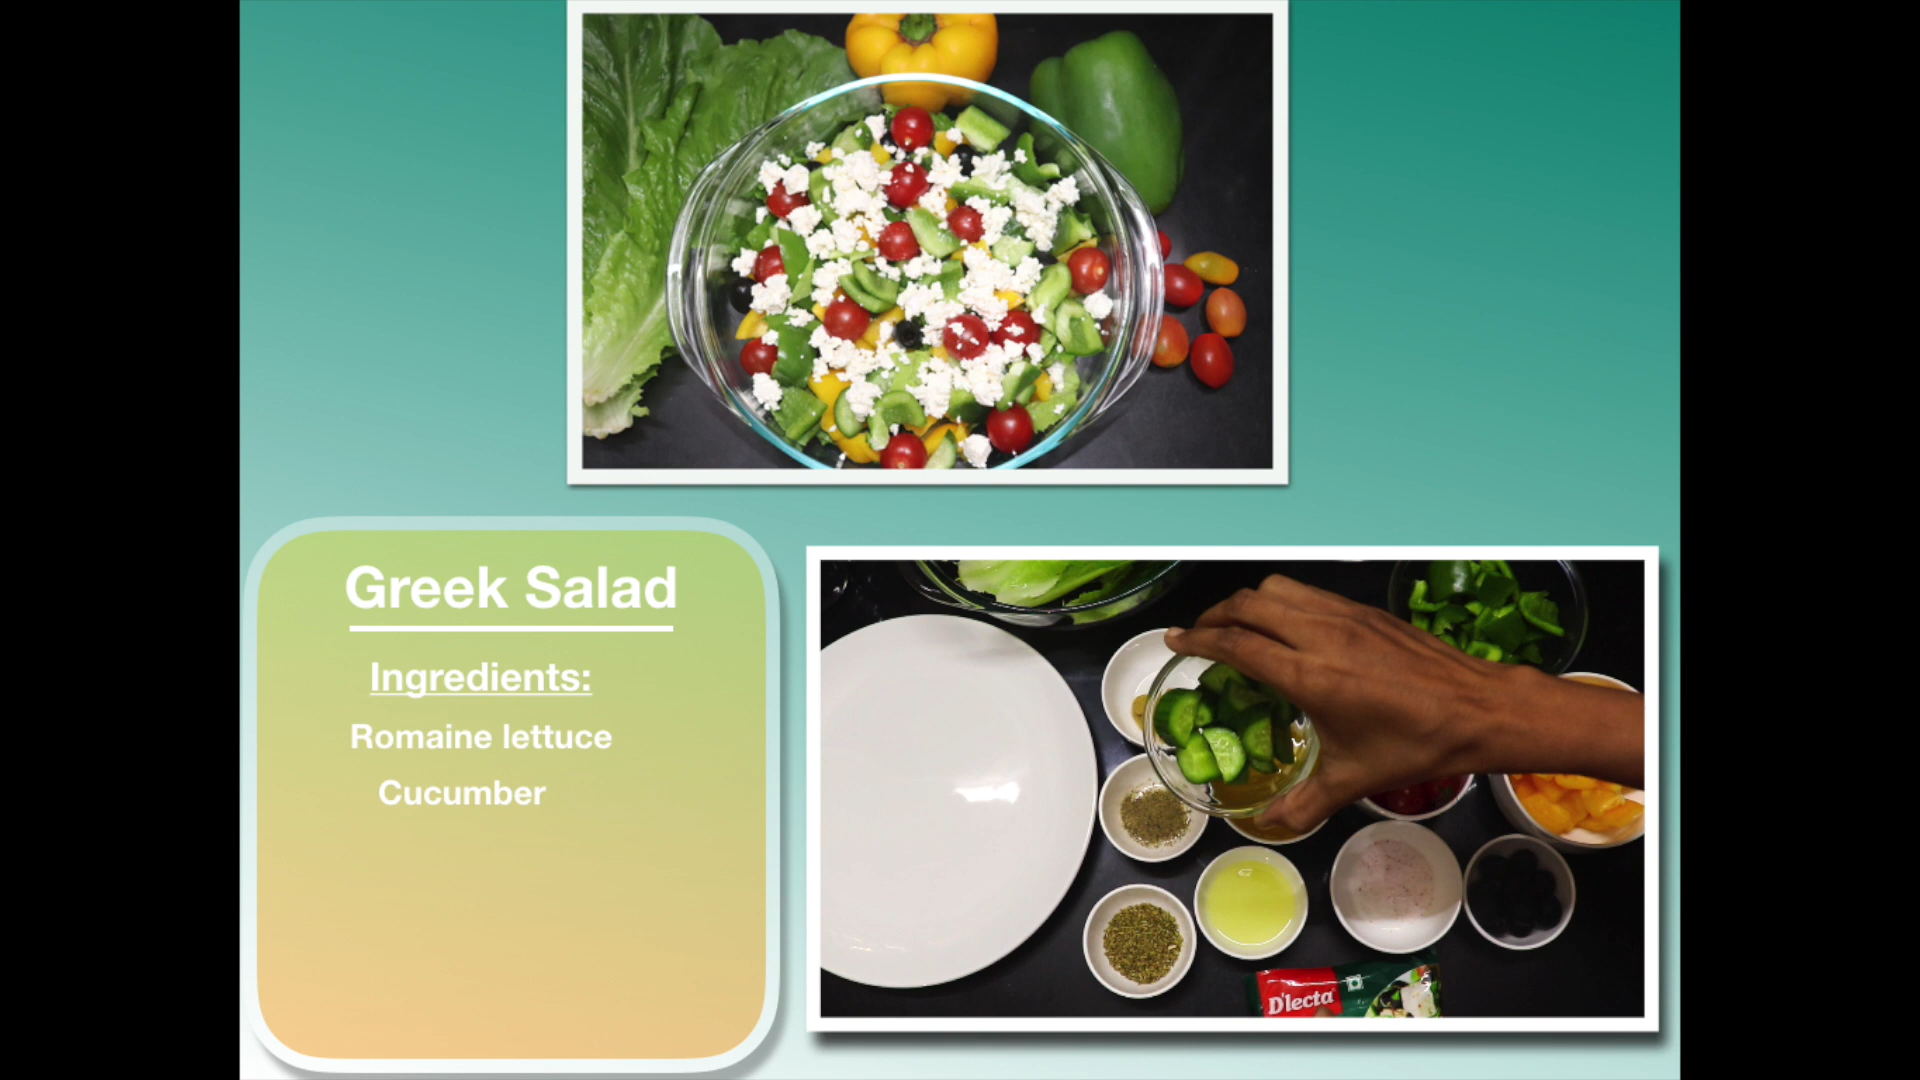 Greek Salad
Ingredients:
Romaine lettuce
Cucumber
D'lecta